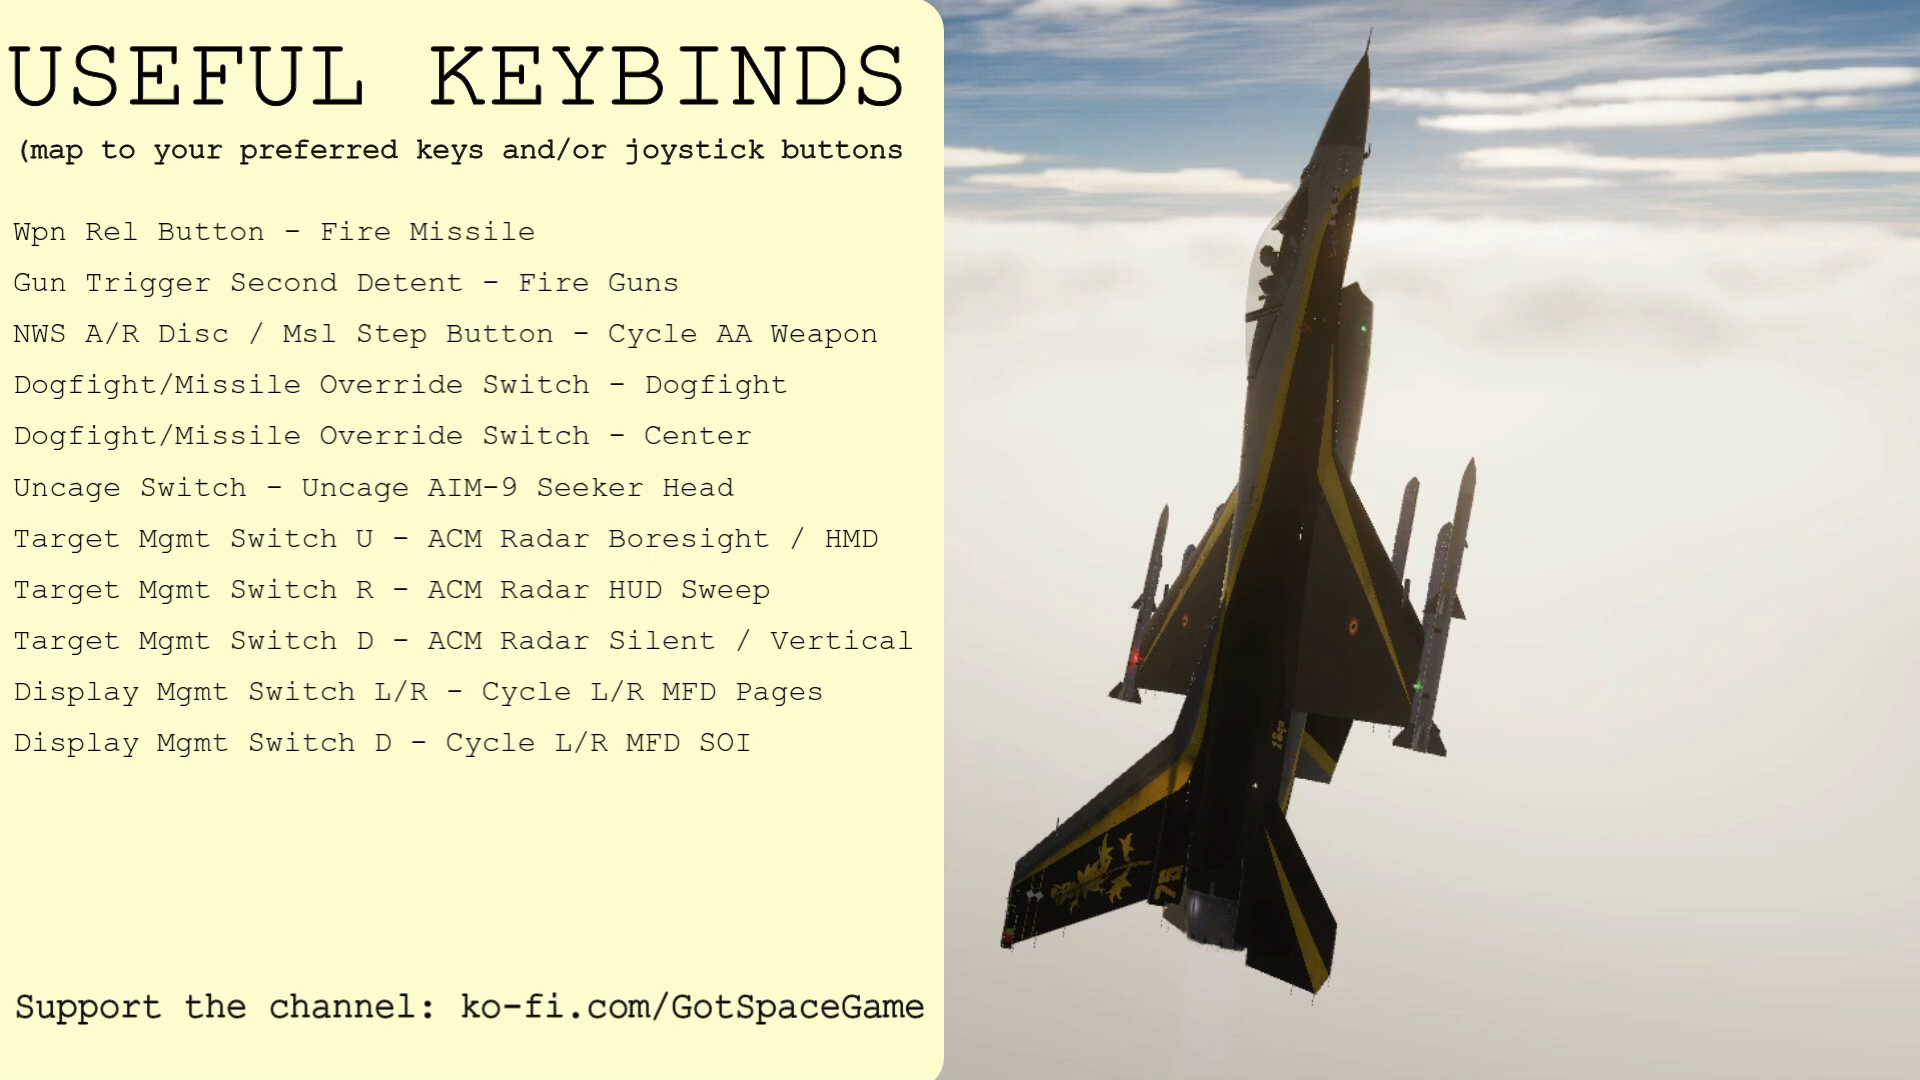 USEFUL KEYBINDS
(map to your preferred keys and/or joystick buttons
Wpn Rel Button - Fire Missile
Gun Trigger Second Detent - Fire Guns
NWS A/R Disc / Msl Step Button - Cycle AA Weapon
Dogfight/Missile Override Switch - Dogfight
Dogfight/Missile Override Switch - Center
Uncage Switch - Uncage AIM-9 Seeker Head
Target Mgmt Switch U - ACM Radar Boresight / HMD
Target Mgmt Switch R - ACM Radar HUD Sweep
Target Mgmt Switch D - ACM Radar Silent / Vertical
Display Mgmt Switch L/R - Cycle L/R MFD Pages
Display Mgmt Switch D - Cycle L/R MFD SOI
Support the channel: ko-fi.com/GotSpaceGame
75